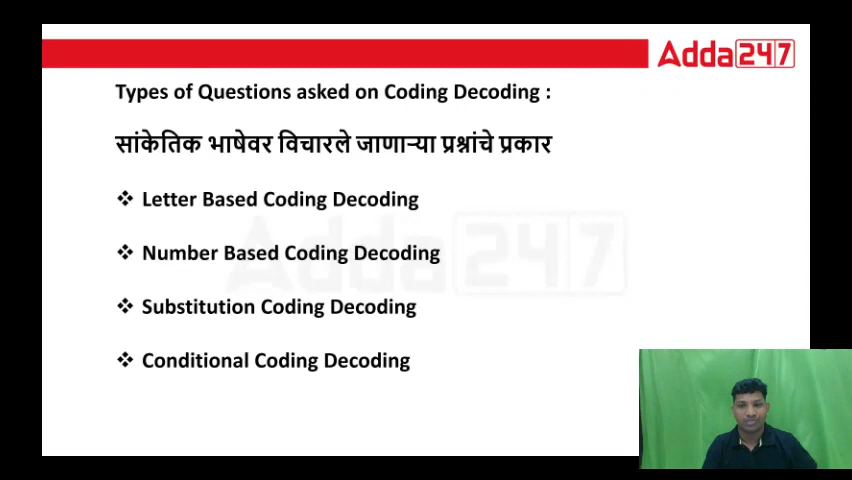 Adda247
Types of Questions asked on Coding Decoding :
सांकेतिक भाषेवर विचारले जाणाऱ्या प्रश्नांचे प्रकार
❖ Letter Based Coding Decoding
❖ Number Based Coding Decoding
❖ Substitution Coding Decoding
❖ Conditional Coding Decoding
Adda247